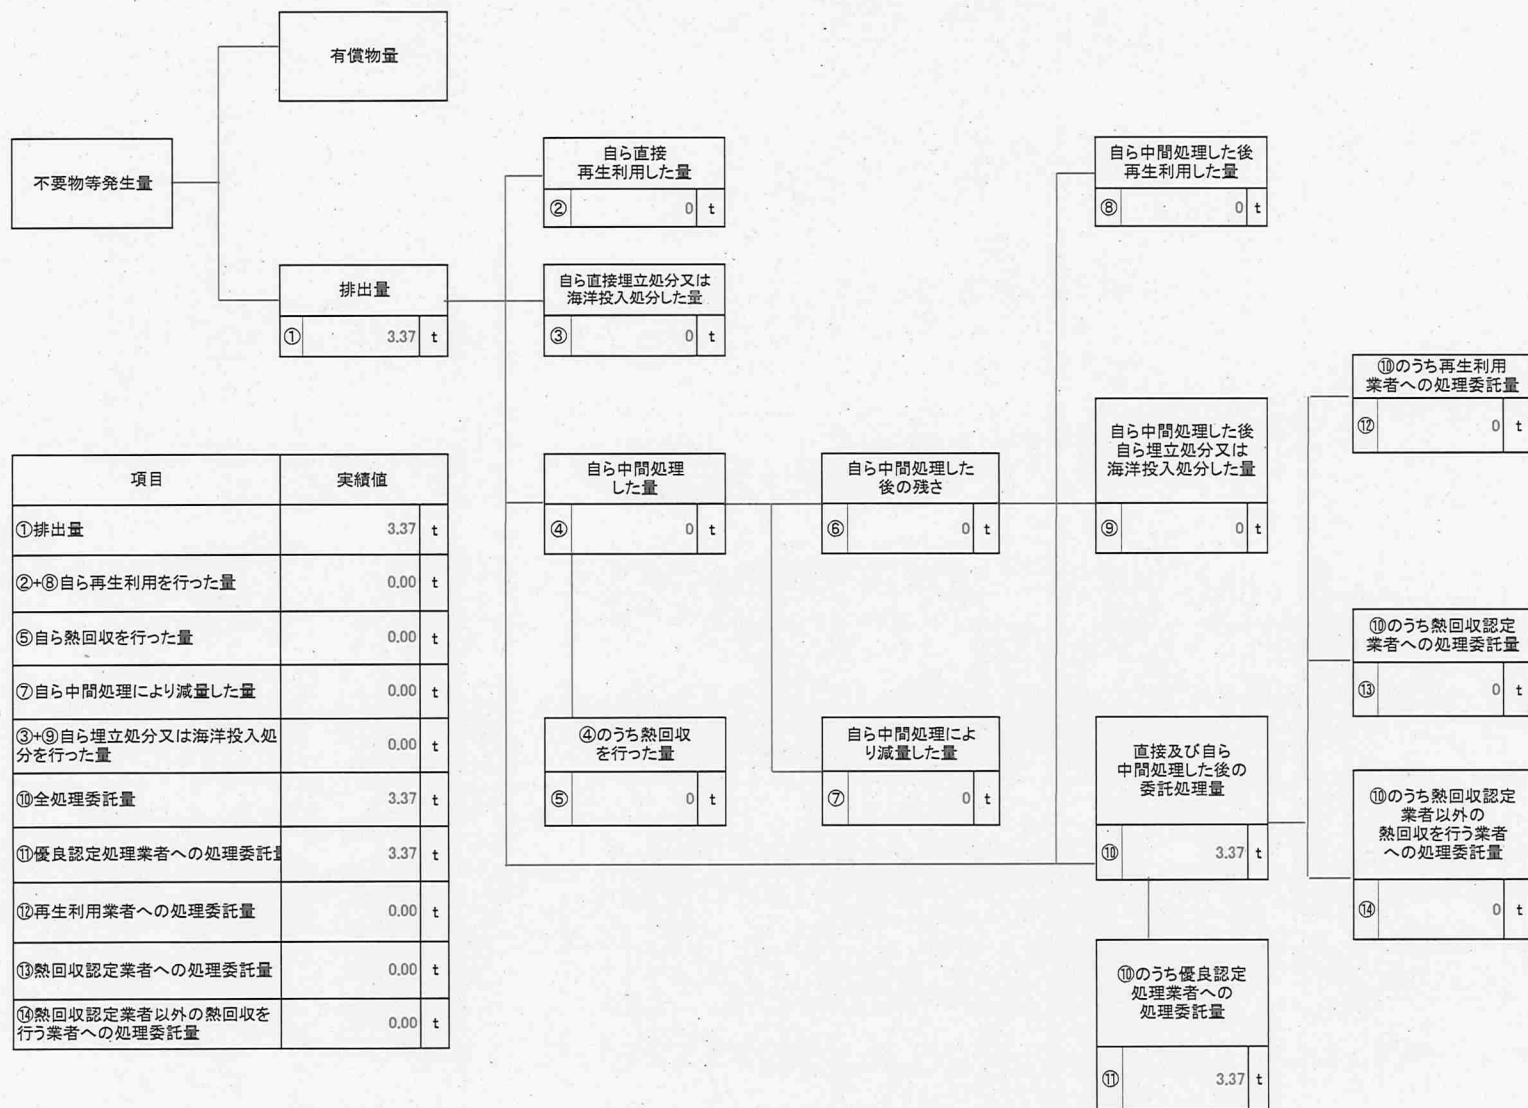 有償物量
不要物等発生量
排出量
① 3.37 t
自ら直接
再生利用した量
② 0 t
自ら直接埋立処分又は
海洋投入処分した量
③ 0 t
自ら中間処理
した量
④ 0 t
④のうち熱回収
を行った量
⑤ 0 t
自ら中間処理した
後の残さ
⑥ 0 t
自ら中間処理によ
り減量した量
⑦ 0 t
自ら中間処理した後
再生利用した量
⑧ 0 t
自ら中間処理した後
自ら埋立処分又は
海洋投入処分した量
⑨ 0 t
直接及び自ら
中間処理した後の
委託処理量
⑩ 3.37 t
⑩のうち優良認定
処理業者への
処理委託量
⑪ 3.37 t
⑩のうち再生利用
業者への処理委託量
⑫ 0 t
⑩のうち熱回収認定
業者への処理委託量
⑬ 0 t
⑩のうち熱回収認定
業者以外の
熱回収を行う業者
への処理委託量
⑭ 0 t
項目 実績値
①排出量 3.37 t
②+⑧自ら再生利用を行った量 0.00 t
⑤自ら熱回収を行った量 0.00 t
⑦自ら中間処理により減量した量 0.00 t
③+⑨自ら埋立処分又は海洋投入処
分を行った量 0.00 t
⑩全処理委託量 3.37 t
⑪優良認定処理業者への処理委託量 3.37 t
⑫再生利用業者への処理委託量 0.00 t
⑬熱回収認定業者への処理委託量 0.00 t
⑭熱回収認定業者以外の熱回収を
行う業者への処理委託量 0.00 t